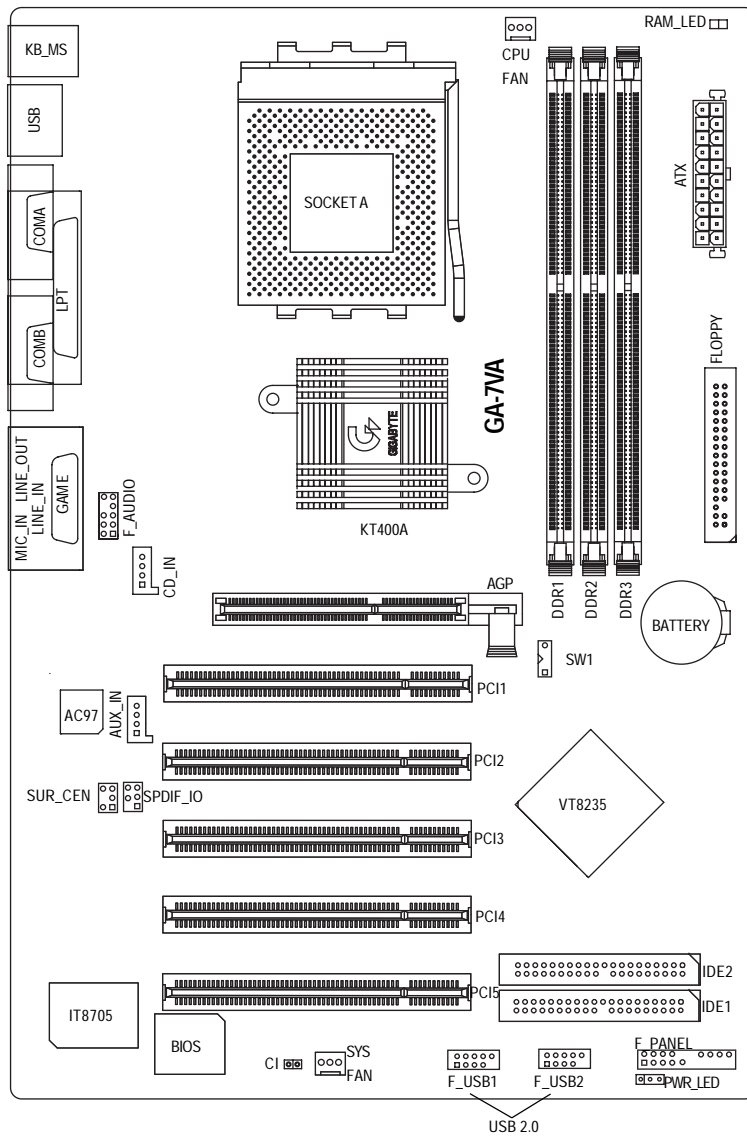 KB_MS
CPU
FAN
RAM_LED
USB
ATX
SOCKET A
COMA
LPT
COMB
FLOPPY
GA-7VA
GIGABYTE
KT400A
MIC_IN LINE_OUT
LINE_IN
GAME
F_AUDIO
CD_IN
AGP
DDR1
DDR2
DDR3
BATTERY
SW1
PCI1
AC97
AUX_IN
PCI2
SUR_CEN
SPDIF_IO
VT8235
PCI3
PCI4
IDE2
PCI5
IDE1
IT8705
BIOS
CI
SYS
FAN
F_PANEL
F_USB1
F_USB2
PWR_LED
USB 2.0